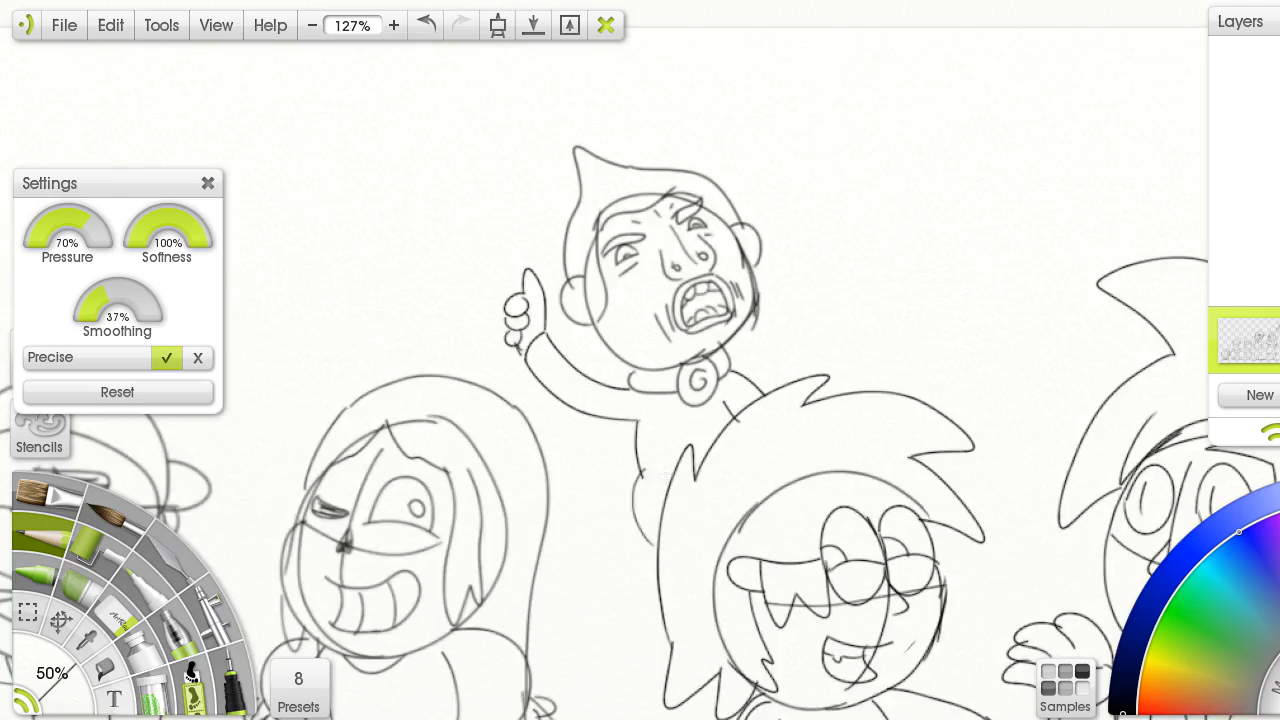 File Edit Tools View Help − 127% +
Layers
Settings
70% 100%
Pressure Softness
37%
Smoothing
Precise ✓ X
Reset
New
Stencils
50%
T
8
Presets
Samples